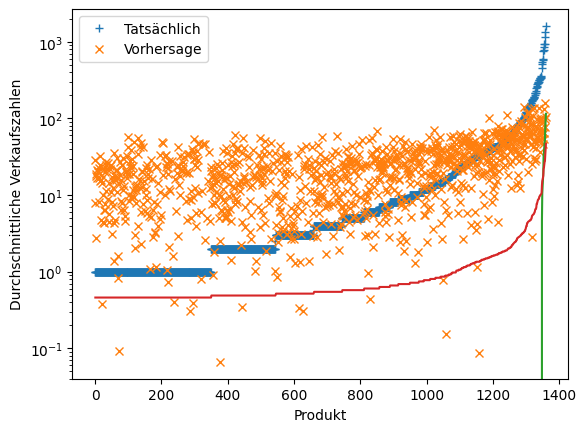 Tatsächlich
Vorhersage
Durchschnittliche Verkaufszahlen
10³
10²
10¹
10⁰
10⁻¹
0 200 400 600 800 1000 1200 1400
Produkt